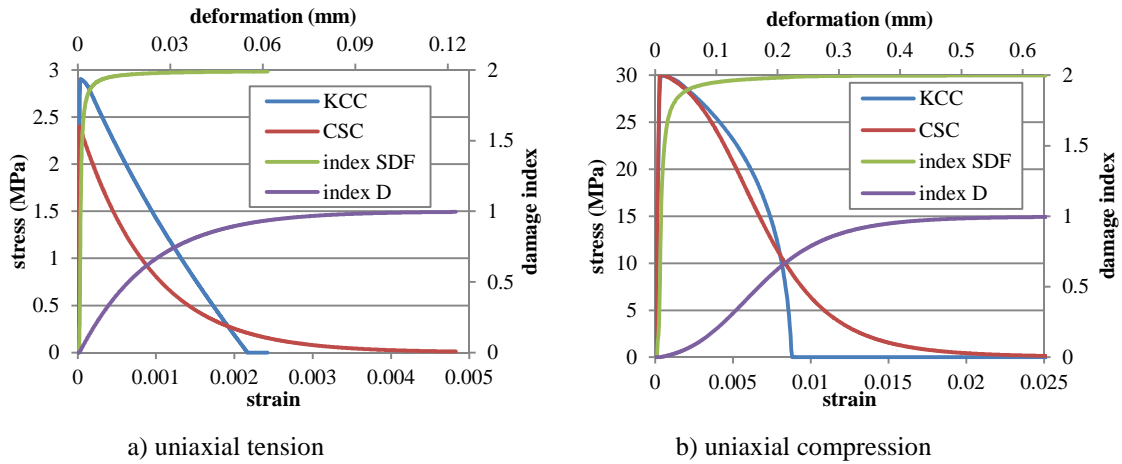 deformation (mm)
0 0.03 0.06 0.09 0.12
3
2.5
2
1.5
1
0.5
0
stress (MPa)
KCC
CSC
index SDF
index D
2
1.5
1
0.5
0
damage index
0 0.001 0.002 0.003 0.004 0.005
strain
a) uniaxial tension
deformation (mm)
0 0.1 0.2 0.3 0.4 0.5 0.6
30
25
20
15
10
5
0
stress (MPa)
KCC
CSC
index SDF
index D
2
1.5
1
0.5
0
damage index
0 0.005 0.01 0.015 0.02 0.025
strain
b) uniaxial compression